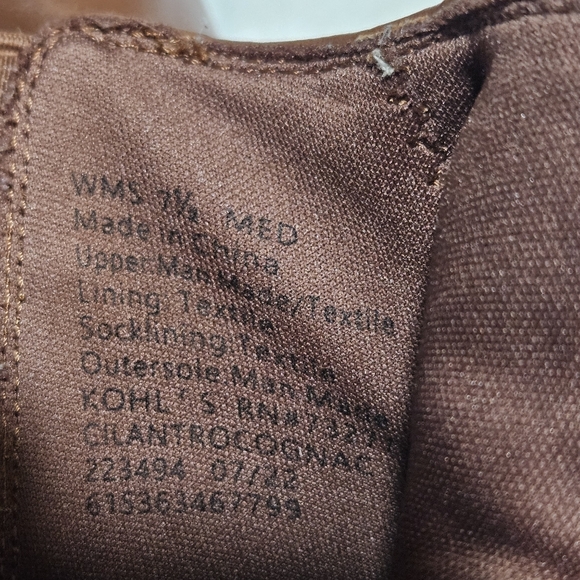 WMS 7½ MED
Made in China
Upper Man Made/Textile
Lining Textile
Socklining Textile
Outersole Man Made
KOHL'S RN#73277
CILANTROCOGNAC
223494 07/22
615363467799